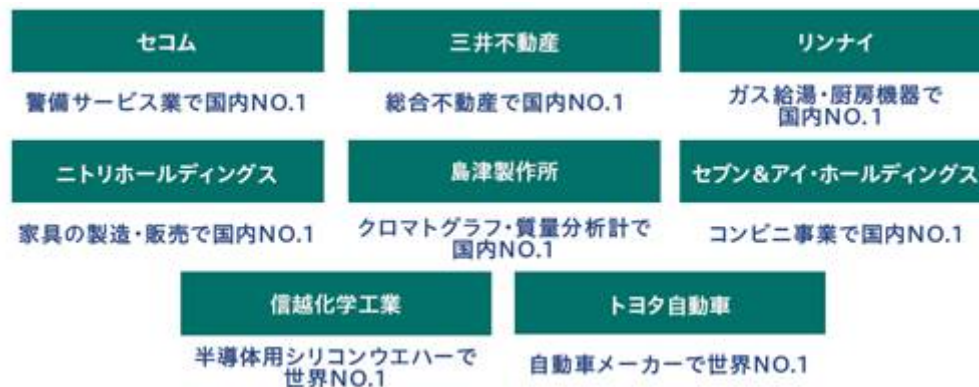 セコム
三井不動産
リンナイ
警備サービス業で国内NO.1
総合不動産で国内NO.1
ガス給湯・厨房機器で
国内NO.1
ニトリホールディングス
島津製作所
セブン&アイ・ホールディングス
家具の製造・販売で国内NO.1
クロマトグラフ・質量分析計で
国内NO.1
コンビニ事業で国内NO.1
信越化学工業
トヨタ自動車
半導体用シリコンウエハーで
世界NO.1
自動車メーカーで世界NO.1